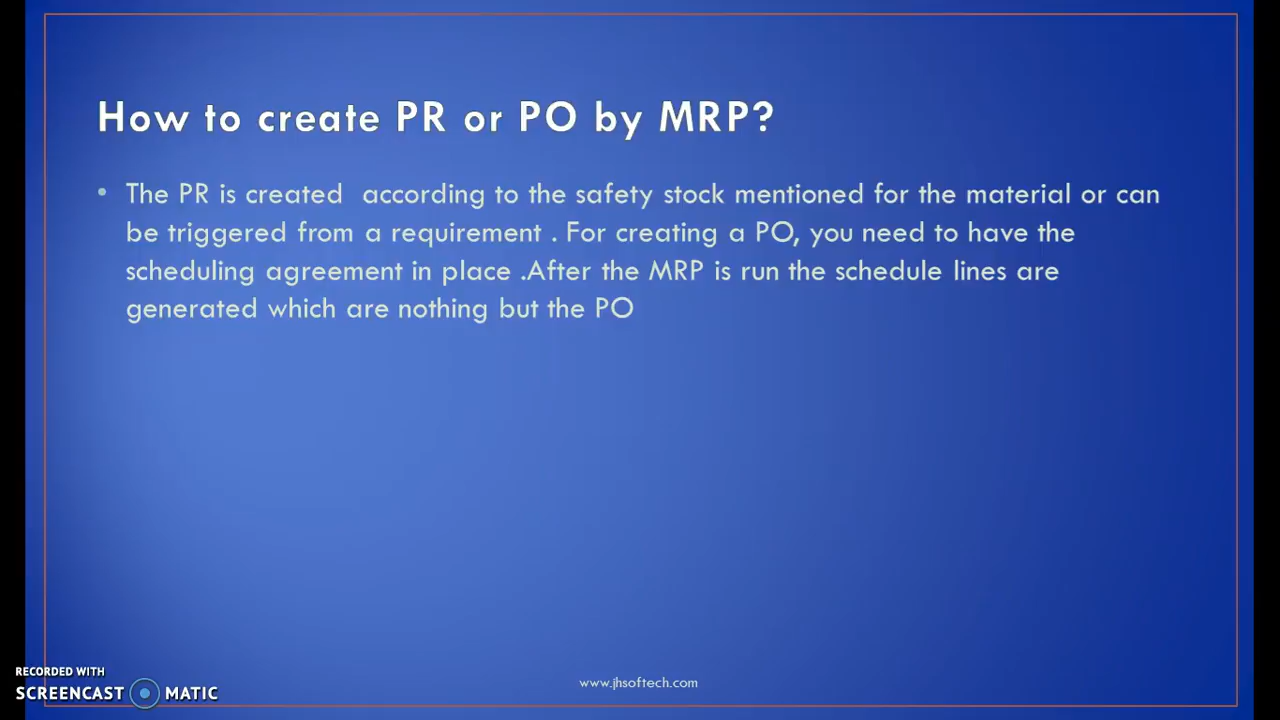 How to create PR or PO by MRP?
• The PR is created  according to the safety stock mentioned for the material or can
be triggered from a requirement . For creating a PO, you need to have the
scheduling agreement in place .After the MRP is run the schedule lines are
generated which are nothing but the PO
www.jhsoftech.com
RECORDED WITH
SCREENCAST MATIC